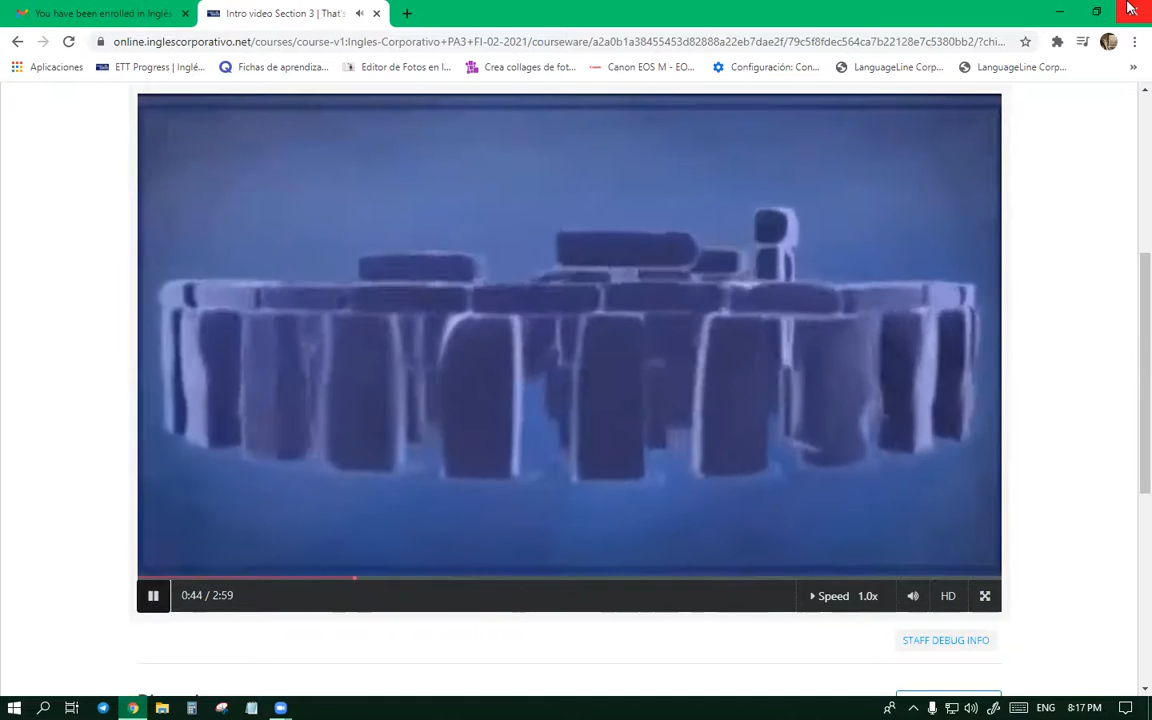 You have been enrolled in Inglés
Intro video Section 3 | That's
online.inglescorporativo.net/courses/course-v1:Ingles-Corporativo+PA3+FI-02-2021/courseware/a2a0b1a38455453d82888a22eb7dae2f/79c5f8fdec564ca7b22128e7c5380bb2/?chi...
Aplicaciones
ETT Progress | Inglé...
Fichas de aprendiza...
Editor de Fotos en l...
Crea collages de fot...
Canon EOS M - EO...
Configuración: Con...
LanguageLine Corp...
LanguageLine Corp...
0:44 / 2:59
Speed 1.0x
HD
STAFF DEBUG INFO
ENG
8:17 PM